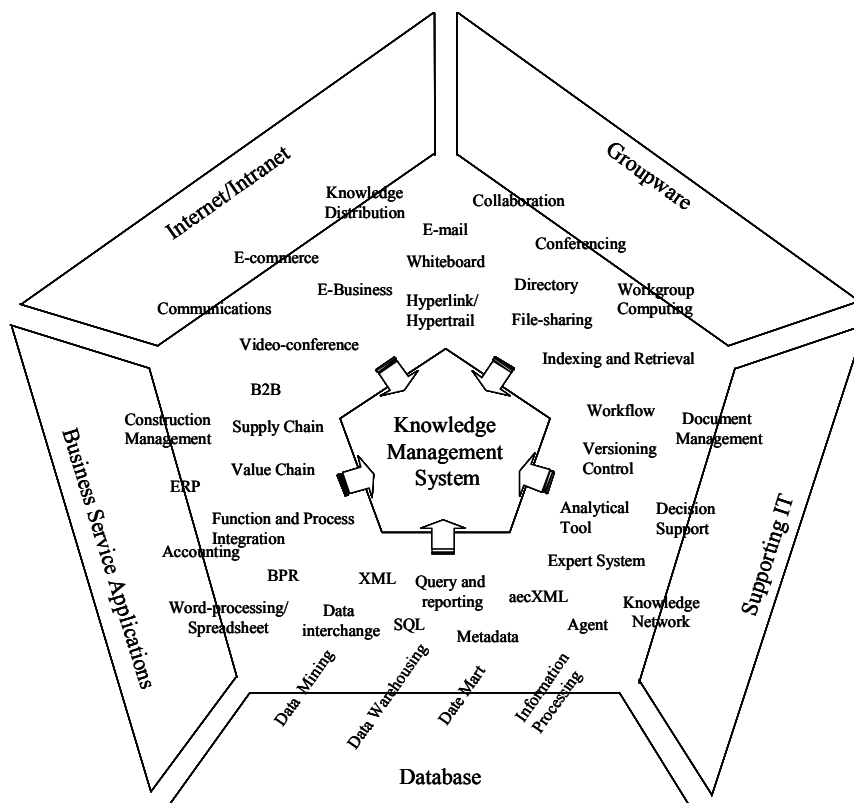 Internet/Intranet
Groupware
Knowledge
Distribution
Collaboration
E-mail
Conferencing
E-commerce
Whiteboard
E-Business
Directory
Workgroup
Computing
Communications
Hyperlink/
Hypertrail
File-sharing
Video-conference
Indexing and Retrieval
B2B
Construction
Management
Supply Chain
Knowledge
Management
System
Workflow
Document
Management
Versioning
Control
Value Chain
ERP
Business Service Applications
Supporting IT
Function and Process
Integration
Analytical
Tool
Decision
Support
Accounting
Expert System
BPR
XML
Query and
reporting
aecXML
Word-processing/
Spreadsheet
Data
interchange
SQL
Metadata
Agent
Knowledge
Network
Data Mining
Data Warehousing
Date Mart
Information
Processing
Database